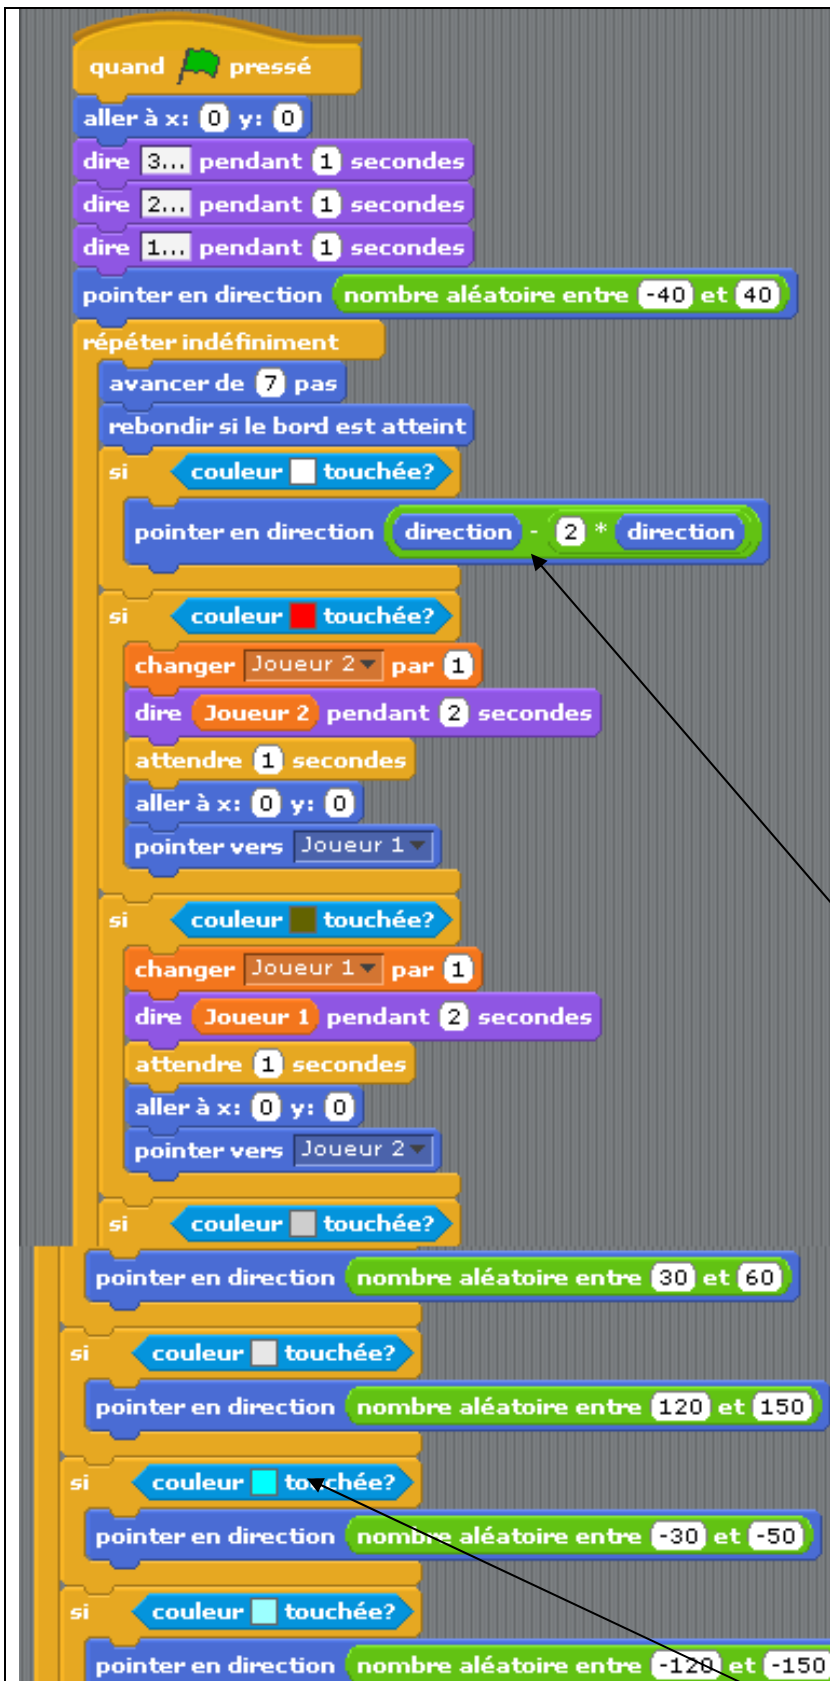 quand pressé
aller à x: 0 y: 0
dire 3... pendant 1 secondes
dire 2... pendant 1 secondes
dire 1... pendant 1 secondes
pointer en direction nombre aléatoire entre -40 et 40
répéter indéfiniment
avancer de 7 pas
rebondir si le bord est atteint
si couleur touchée?
pointer en direction direction - 2 * direction
si couleur touchée?
changer Joueur 2 par 1
dire Joueur 2 pendant 2 secondes
attendre 1 secondes
aller à x: 0 y: 0
pointer vers Joueur 1
si couleur touchée?
changer Joueur 1 par 1
dire Joueur 1 pendant 2 secondes
attendre 1 secondes
aller à x: 0 y: 0
pointer vers Joueur 2
si couleur touchée?
pointer en direction nombre aléatoire entre 30 et 60
si couleur touchée?
pointer en direction nombre aléatoire entre 120 et 150
si couleur touchée?
pointer en direction nombre aléatoire entre -30 et -50
si couleur touchée?
pointer en direction nombre aléatoire entre -120 et -150